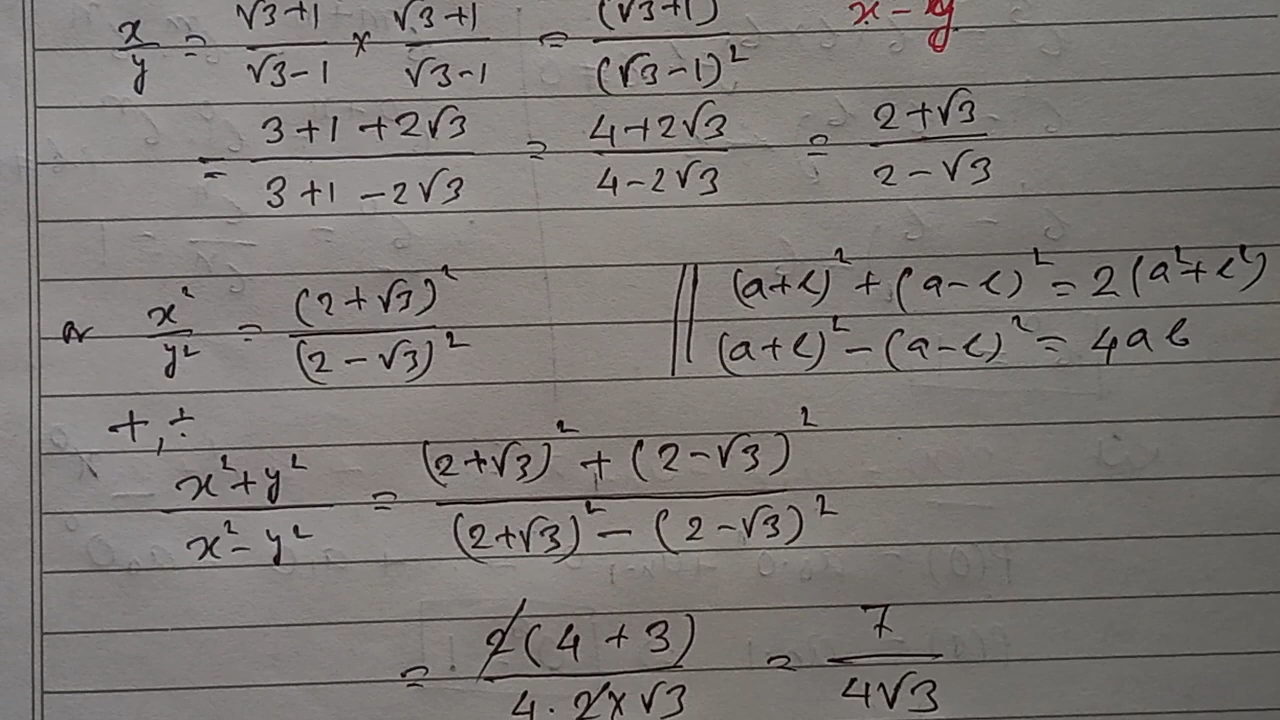 x/y = (√3+1)/(√3-1) × (√3+1)/(√3-1) = (√3+1)/(√3-1)² x-y
= (3+1+2√3)/(3+1-2√3) = (4+2√3)/(4-2√3) = (2+√3)/(2-√3)
or x²/y² = (2+√3)²/(2-√3)² || (a+b)² + (a-b)² = 2(a²+b²)
(a+b)² - (a-b)² = 4ab
+, ÷
(x²+y²)/(x²-y²) = ((2+√3)² + (2-√3)²)/((2+√3)² - (2-√3)²)
= 2(4+3)/(4·2×√3) = 7/(4√3)